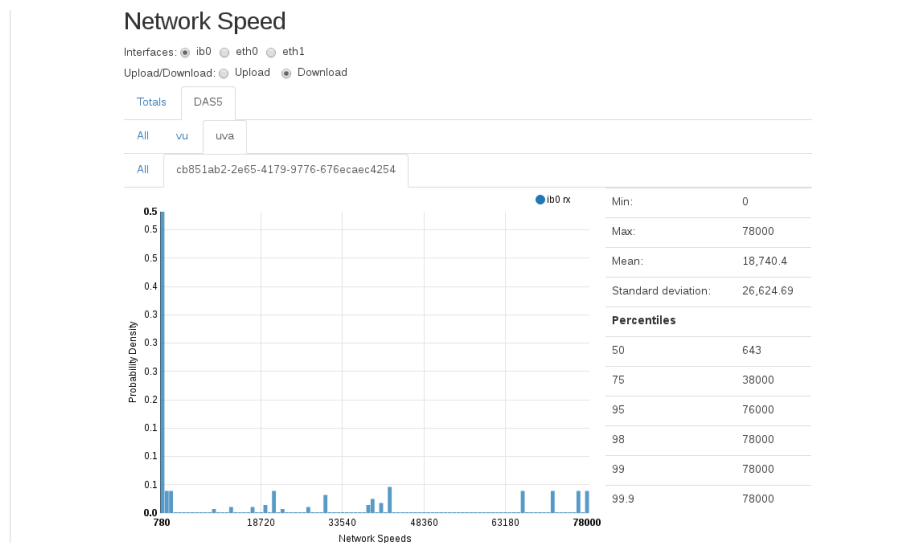 Network Speed
Interfaces: ib0 eth0 eth1
Upload/Download: Upload Download
Totals DAS5
All vu uva
All cb851ab2-2e65-4179-9776-676ecaec4254
ib0 rx
0.5
0.5
0.5
0.4
0.3
0.3
0.3
0.2
0.1
0.1
0.1
0.0
Probability Density
780 18720 33540 48360 63180 78000
Network Speeds
Min: 0
Max: 78000
Mean: 18,740.4
Standard deviation: 26,624.69
Percentiles
50 643
75 38000
95 76000
98 78000
99 78000
99.9 78000